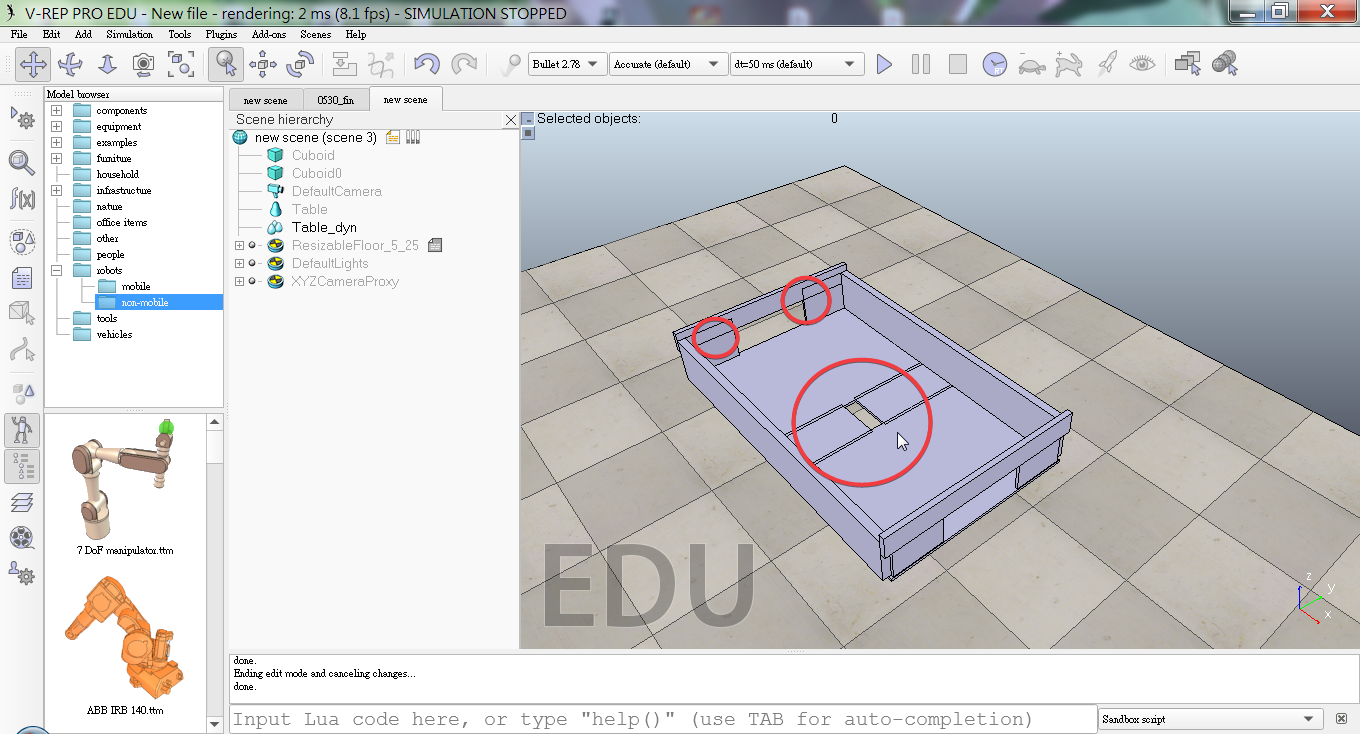 V-REP PRO EDU - New file - rendering: 2 ms (8.1 fps) - SIMULATION STOPPED
File Edit Add Simulation Tools Plugins Add-ons Scenes Help
Bullet 2.78 Accurate (default) dt=50 ms (default)
Model browser
components
equipment
examples
furniture
household
infrastructure
nature
office items
other
people
robots
mobile
non-mobile
tools
vehicles
7 DoF manipulator.ttm
ABB IRB 140.ttm
new scene 0530_fin new scene
Scene hierarchy
new scene (scene 3)
Cuboid
Cuboid0
DefaultCamera
Table
Table_dyn
ResizableFloor_5_25
DefaultLights
XYZCameraProxy
Selected objects: 0
EDU
z
y
x
done.
Ending edit mode and canceling changes...
done.
Input Lua code here, or type "help()" (use TAB for auto-completion)
Sandbox script